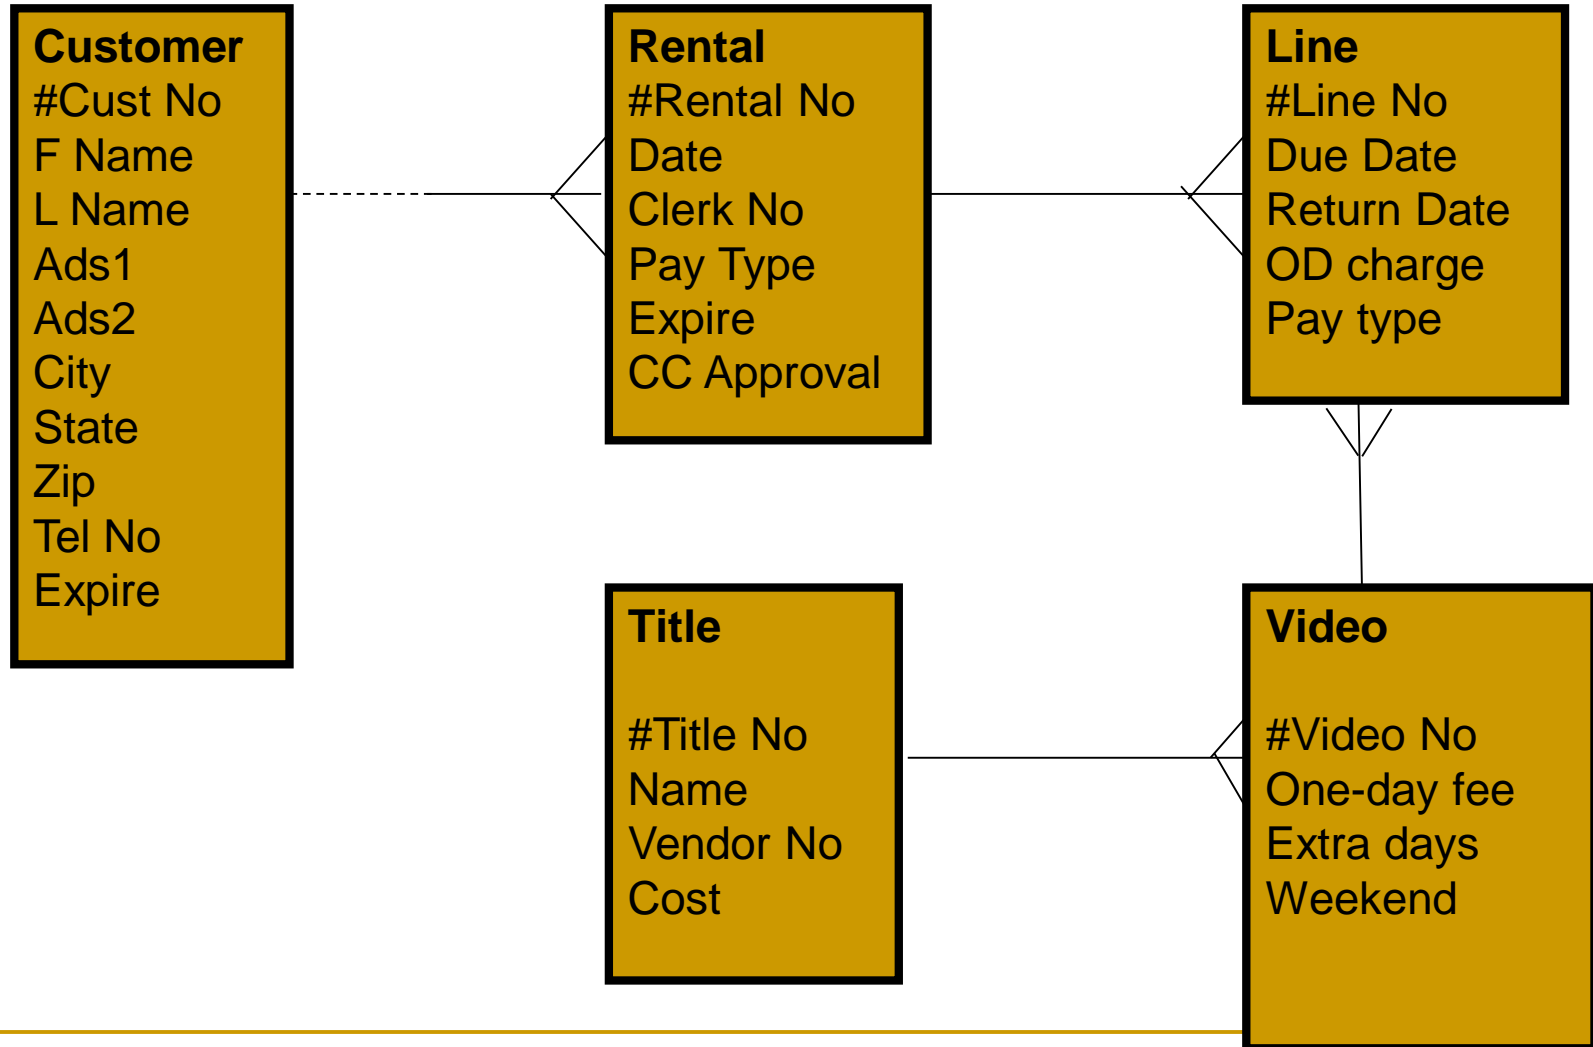 Customer
#Cust No
F Name
L Name
Ads1
Ads2
City
State
Zip
Tel No
Expire
Rental
#Rental No
Date
Clerk No
Pay Type
Expire
CC Approval
Line
#Line No
Due Date
Return Date
OD charge
Pay type
Title
#Title No
Name
Vendor No
Cost
Video
#Video No
One-day fee
Extra days
Weekend